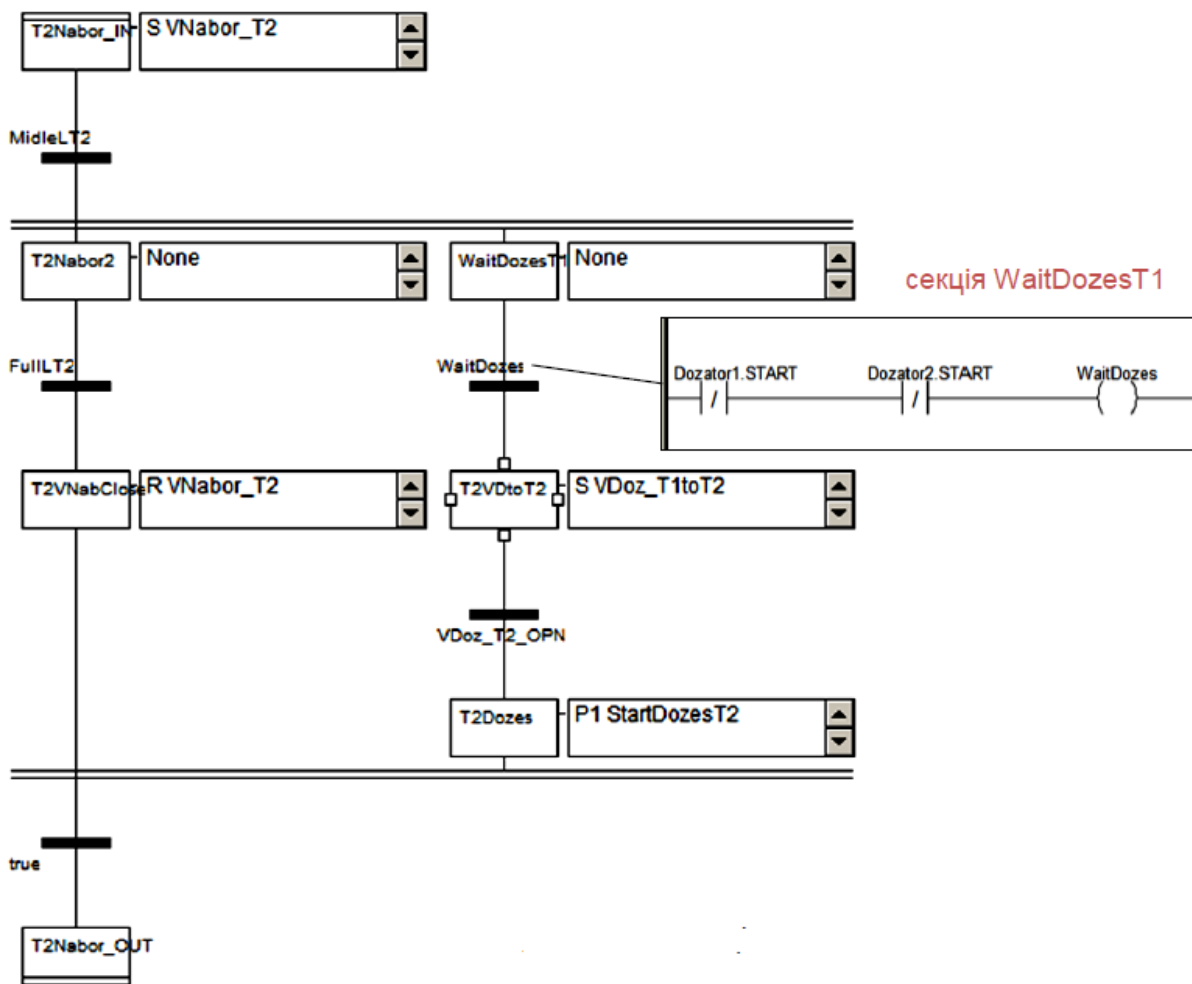 T2Nabor_IN
S VNabor_T2
MidleLT2
T2Nabor2
None
WaitDozesT1
None
секція WaitDozesT1
FullLT2
WaitDozes
Dozator1.START
Dozator2.START
WaitDozes
/
/
( )
T2VNabClose
R VNabor_T2
T2VDtoT2
S VDoz_T1toT2
VDoz_T2_OPN
T2Dozes
P1 StartDozesT2
true
T2Nabor_OUT